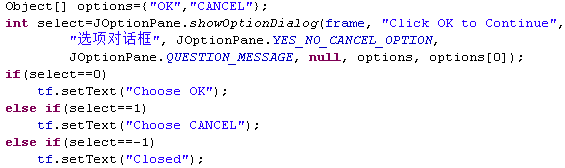 Object[] options={"OK","CANCEL"};
int select=JOptionPane.showOptionDialog(frame, "Click OK to Continue",
"选项对话框", JOptionPane.YES_NO_CANCEL_OPTION,
JOptionPane.QUESTION_MESSAGE, null, options, options[0]);
if(select==0)
tf.setText("Choose OK");
else if(select==1)
tf.setText("Choose CANCEL");
else if(select==-1)
tf.setText("Closed");